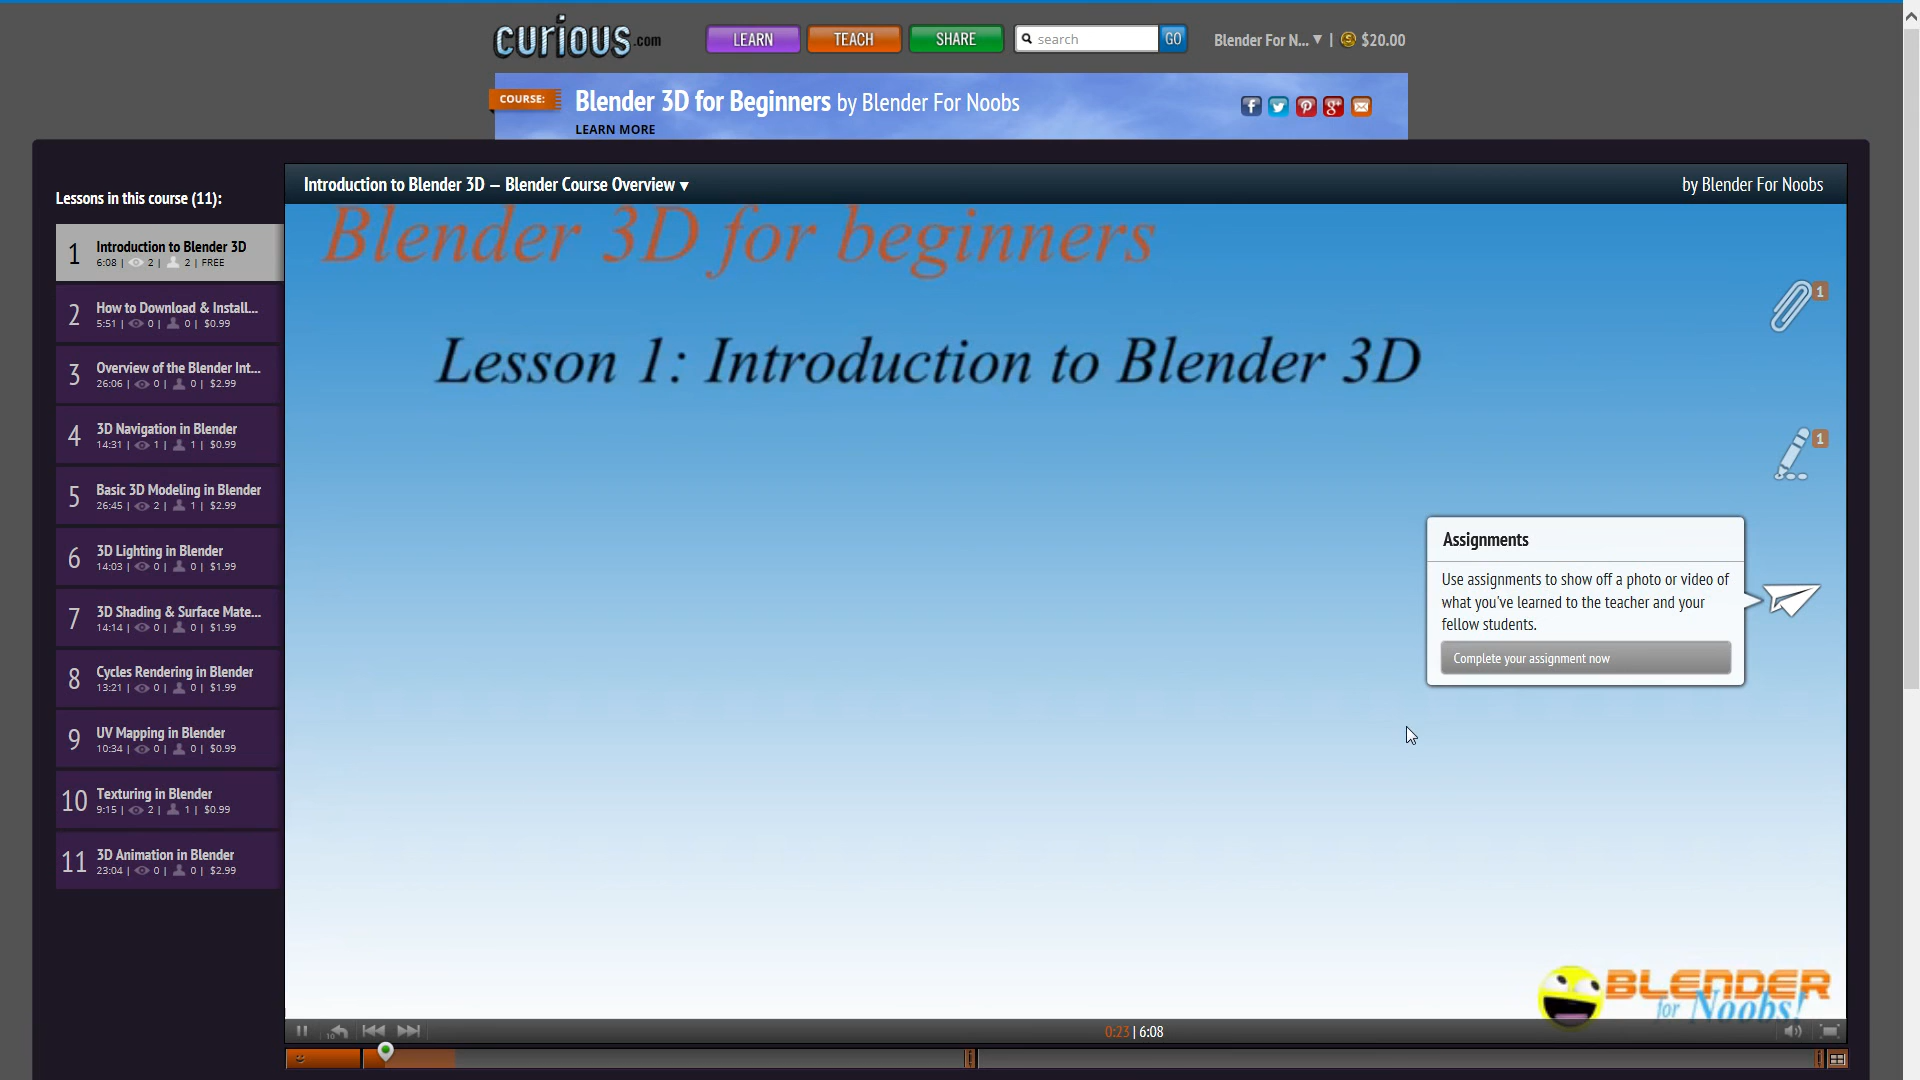 curious.com
LEARN
TEACH
SHARE
search
GO
Blender For N... ▼ | $20.00
COURSE:
Blender 3D for Beginners by Blender For Noobs
LEARN MORE
Lessons in this course (11):
1
Introduction to Blender 3D
6:08 | 2 | 2 | FREE
2
How to Download & Install...
5:51 | 0 | 0 | $0.99
3
Overview of the Blender Int...
26:06 | 0 | 0 | $2.99
4
3D Navigation in Blender
14:31 | 1 | 1 | $0.99
5
Basic 3D Modeling in Blender
26:45 | 2 | 1 | $2.99
6
3D Lighting in Blender
14:03 | 0 | 0 | $1.99
7
3D Shading & Surface Mate...
14:14 | 0 | 0 | $1.99
8
Cycles Rendering in Blender
13:21 | 0 | 0 | $1.99
9
UV Mapping in Blender
10:34 | 0 | 0 | $0.99
10
Texturing in Blender
9:15 | 2 | 1 | $0.99
11
3D Animation in Blender
23:04 | 0 | 0 | $2.99
Introduction to Blender 3D – Blender Course Overview ▼
by Blender For Noobs
Blender 3D for beginners
Lesson 1: Introduction to Blender 3D
1
1
Assignments
Use assignments to show off a photo or video of
what you've learned to the teacher and your
fellow students.
Complete your assignment now
BLENDER
for Noobs!
10
0:23 | 6:08